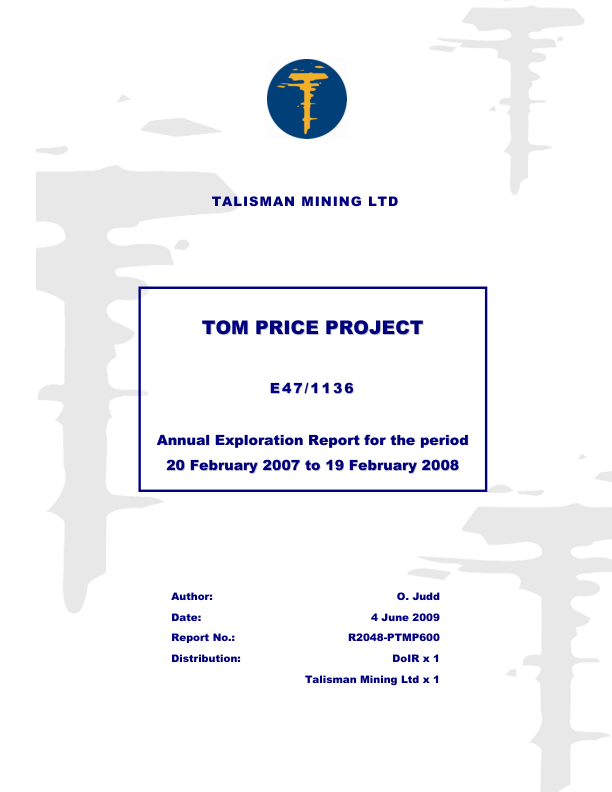 TALISMAN MINING LTD
TOM PRICE PROJECT
E47/1136
Annual Exploration Report for the period
20 February 2007 to 19 February 2008
Author: O. Judd
Date: 4 June 2009
Report No.: R2048-PTMP600
Distribution: DoIR x 1
Talisman Mining Ltd x 1